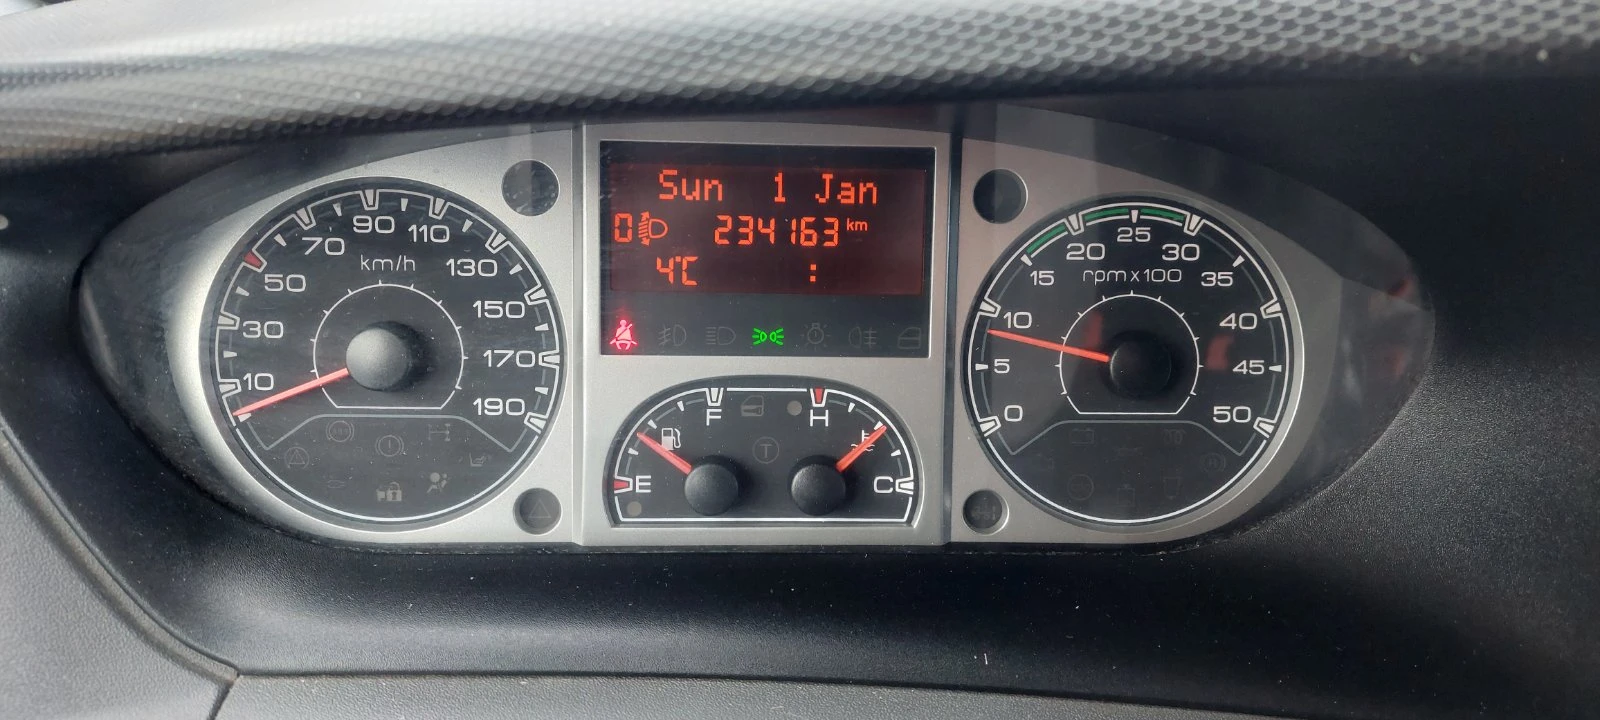 Sun 1 Jan
0 234163 km
4°C :
10 30 50 70 90 110 130 150 170 190
km/h
0 5 10 15 20 25 30 35 40 45 50
rpm x 100
F H
T
E C